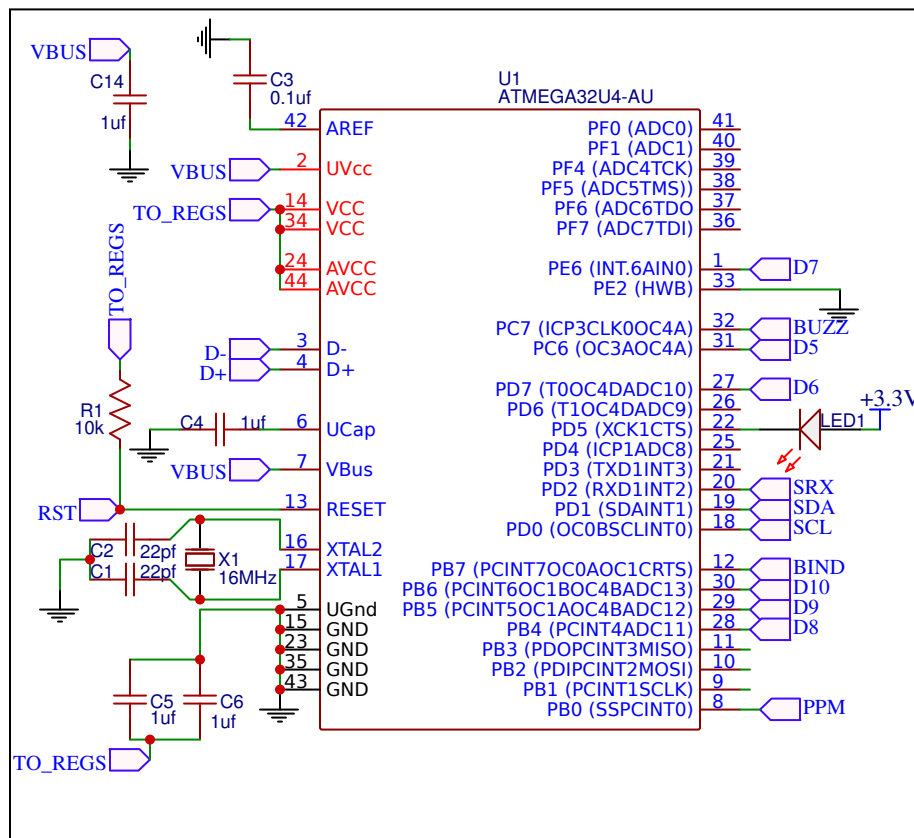 VBUS
C14
1uf
C3
0.1uf
U1
ATMEGA32U4-AU
42 AREF
VBUS 2 UVcc
TO_REGS 14 VCC
34 VCC
24 AVCC
44 AVCC
TO_REGS
D- 3 D-
D+ 4 D+
R1
10k
C4 1uf 6 UCap
VBUS 7 VBus
RST 13 RESET
C2 22pf 16 XTAL2
X1
C1 22pf 17 XTAL1
16MHz
5 UGnd
15 GND
23 GND
35 GND
43 GND
C5
1uf
C6
1uf
TO_REGS
PF0 (ADC0) 41
PF1 (ADC1) 40
PF4 (ADC4TCK) 39
PF5 (ADC5TMS)) 38
PF6 (ADC6TDO 37
PF7 (ADC7TDI) 36
PE6 (INT.6AIN0) 1 D7
PE2 (HWB) 33
PC7 (ICP3CLK0OC4A) 32 BUZZ
PC6 (OC3AOC4A) 31 D5
PD7 (T0OC4DADC10) 27 D6
PD6 (T1OC4DADC9) 26
+3.3V
PD5 (XCK1CTS) 22 LED1
PD4 (ICP1ADC8) 25
PD3 (TXD1INT3) 21
PD2 (RXD1INT2) 20 SRX
PD1 (SDAINT1) 19 SDA
PD0 (OC0BSCLINT0) 18 SCL
PB7 (PCINT7OC0AOC1CRTS) 12 BIND
PB6 (PCINT6OC1BOC4BADC13) 30 D10
PB5 (PCINT5OC1AOC4BADC12) 29 D9
PB4 (PCINT4ADC11) 28 D8
PB3 (PDOPCINT3MISO) 11
PB2 (PDIPCINT2MOSI) 10
PB1 (PCINT1SCLK) 9
PB0 (SSPCINT0) 8 PPM